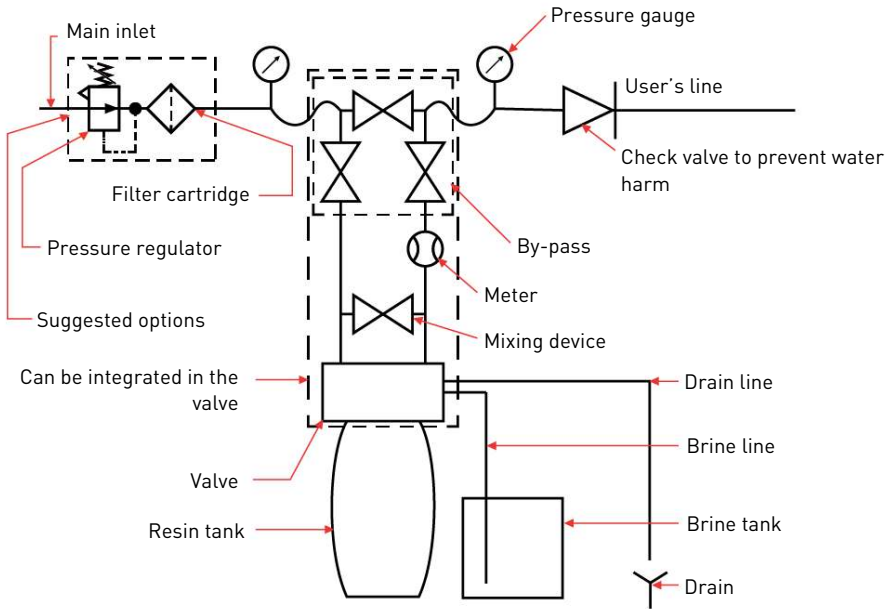 Pressure gauge
Main inlet
User's line
Check valve to prevent water
harm
Filter cartridge
Pressure regulator
By-pass
Meter
Suggested options
Mixing device
Can be integrated in the
valve
Drain line
Brine line
Valve
Resin tank
Brine tank
Drain